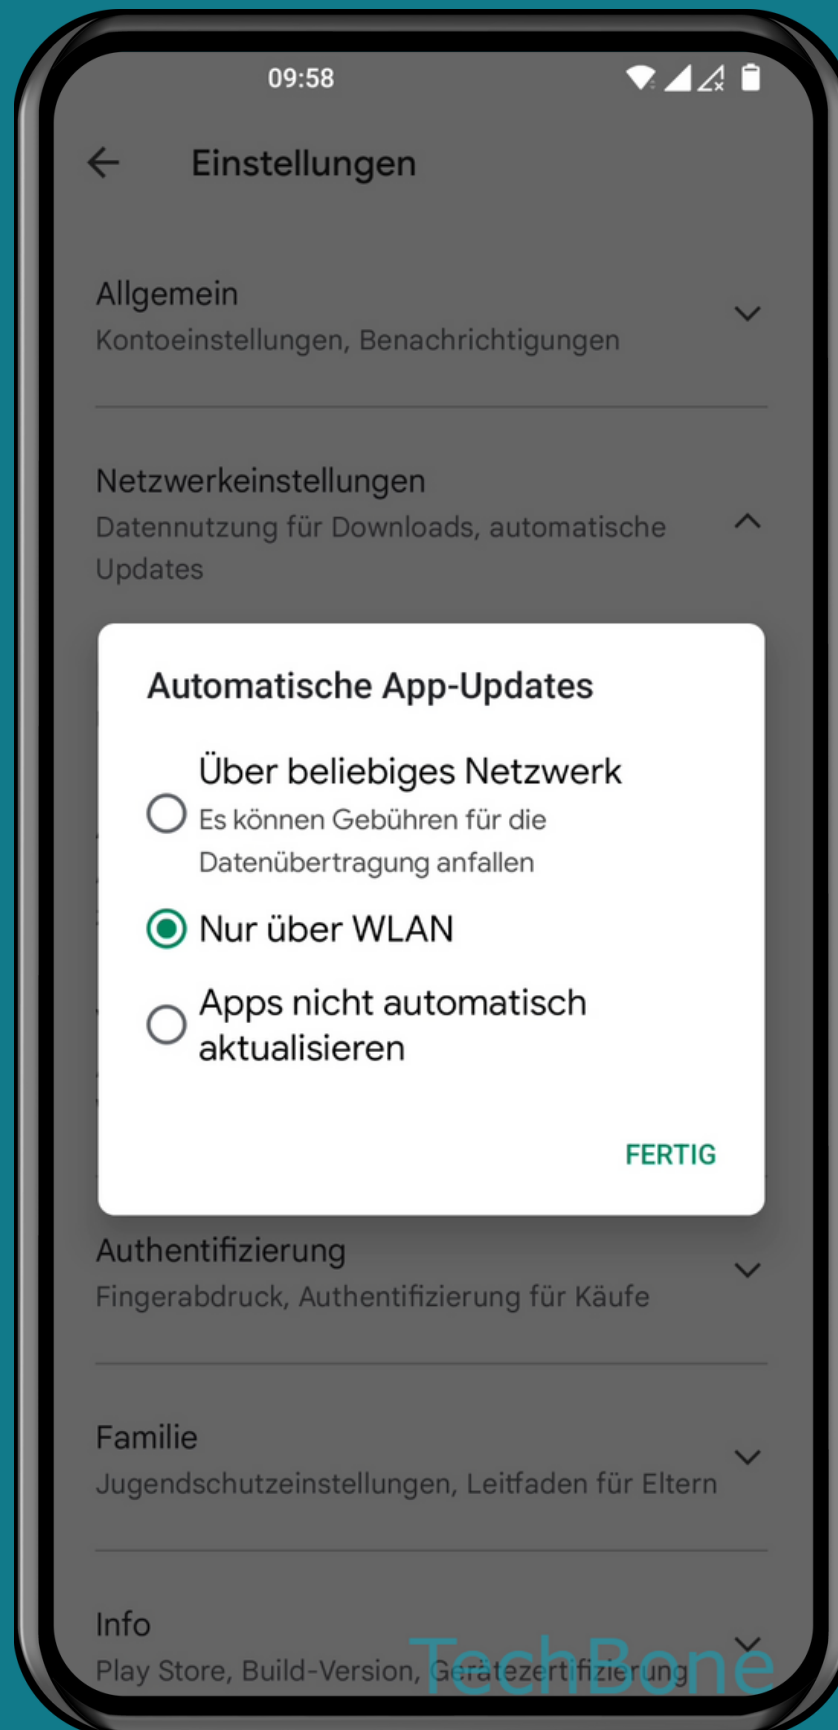 09:58
Einstellungen
Allgemein
Kontoeinstellungen, Benachrichtigungen
Netzwerkeinstellungen
Datennutzung für Downloads, automatische
Updates
Automatische App-Updates
Über beliebiges Netzwerk
Es können Gebühren für die
Datenübertragung anfallen
Nur über WLAN
Apps nicht automatisch
aktualisieren
FERTIG
Authentifizierung
Fingerabdruck, Authentifizierung für Käufe
Familie
Jugendschutzeinstellungen, Leitfaden für Eltern
Info
Play Store, Build-Version, Gerätezertifizierung
TechBone